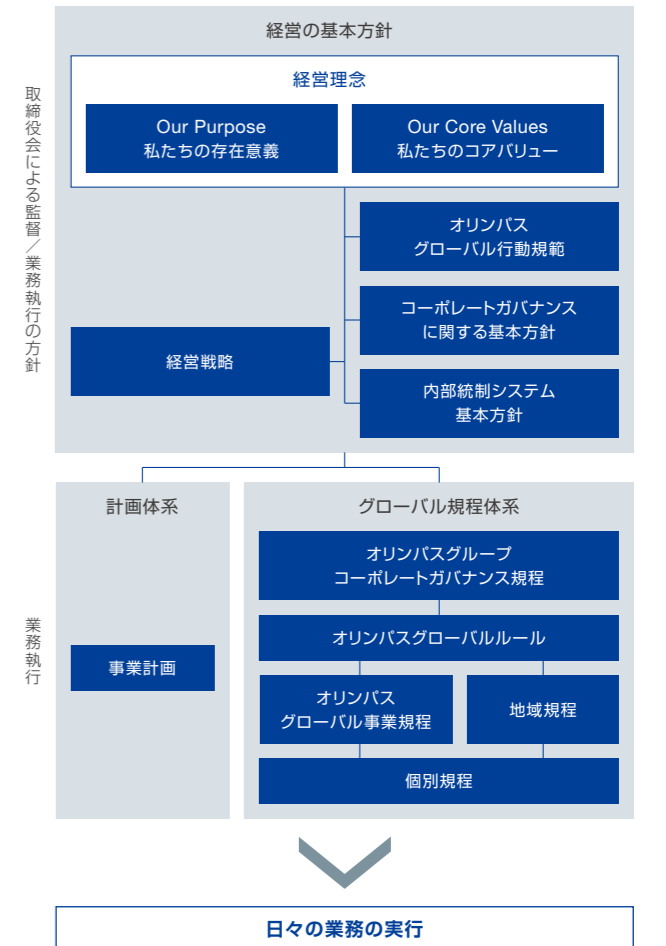 取締役会による監督／業務執行の方針
経営の基本方針
経営理念
Our Purpose
私たちの存在意義
Our Core Values
私たちのコアバリュー
オリンパス
グローバル行動規範
コーポレートガバナンス
に関する基本方針
経営戦略
内部統制システム
基本方針
業務執行
計画体系
事業計画
グローバル規程体系
オリンパスグループ
コーポレートガバナンス規程
オリンパスグローバルルール
オリンパス
グローバル事業規程
地域規程
個別規程
日々の業務の実行